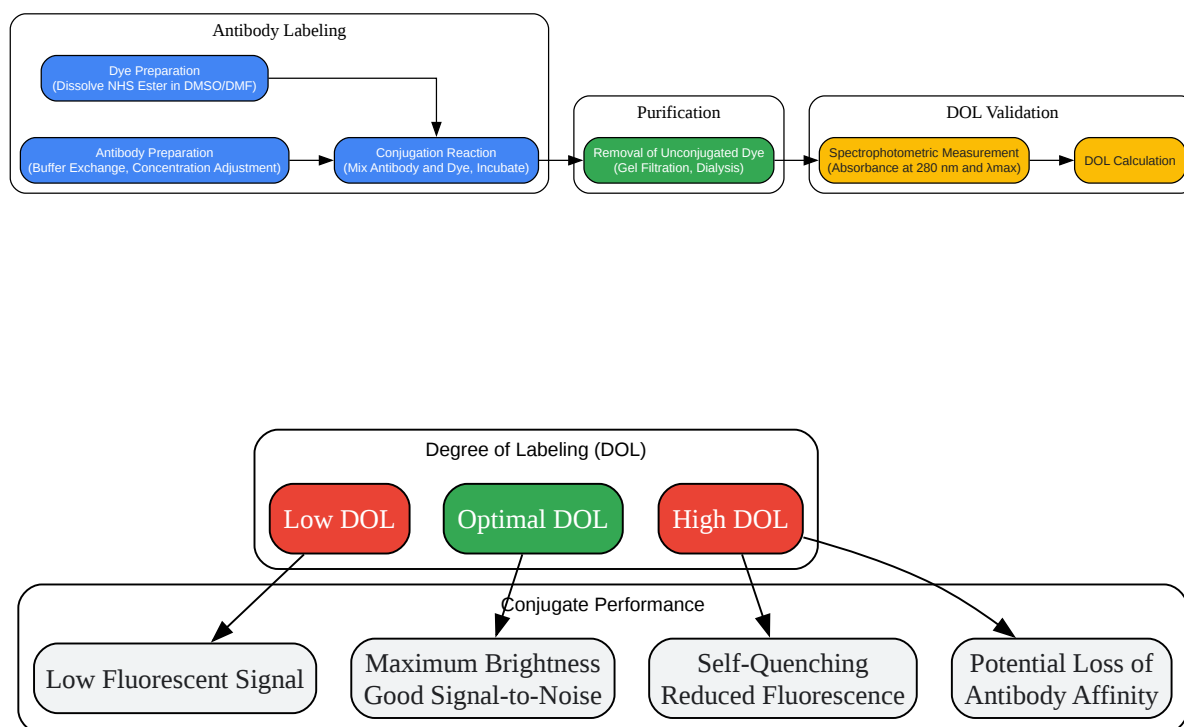 Antibody Labeling
Dye Preparation
(Dissolve NHS Ester in DMSO/DMF)
Antibody Preparation
(Buffer Exchange, Concentration Adjustment)
Conjugation Reaction
(Mix Antibody and Dye, Incubate)
Purification
Removal of Unconjugated Dye
(Gel Filtration, Dialysis)
DOL Validation
Spectrophotometric Measurement
(Absorbance at 280 nm and λmax)
DOL Calculation
Degree of Labeling (DOL)
Low DOL
Optimal DOL
High DOL
Conjugate Performance
Low Fluorescent Signal
Maximum Brightness
Good Signal-to-Noise
Self-Quenching
Reduced Fluorescence
Potential Loss of
Antibody Affinity